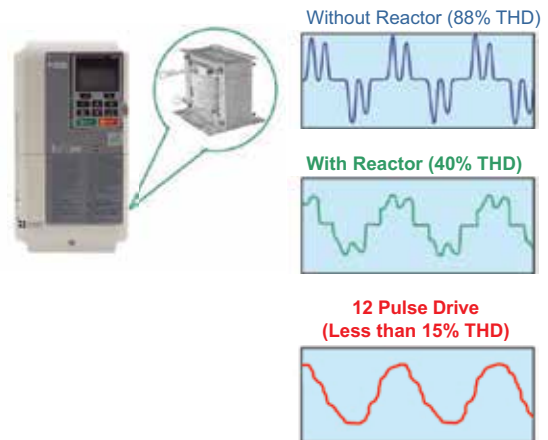 Without Reactor (88% THD)
With Reactor (40% THD)
12 Pulse Drive
(Less than 15% THD)